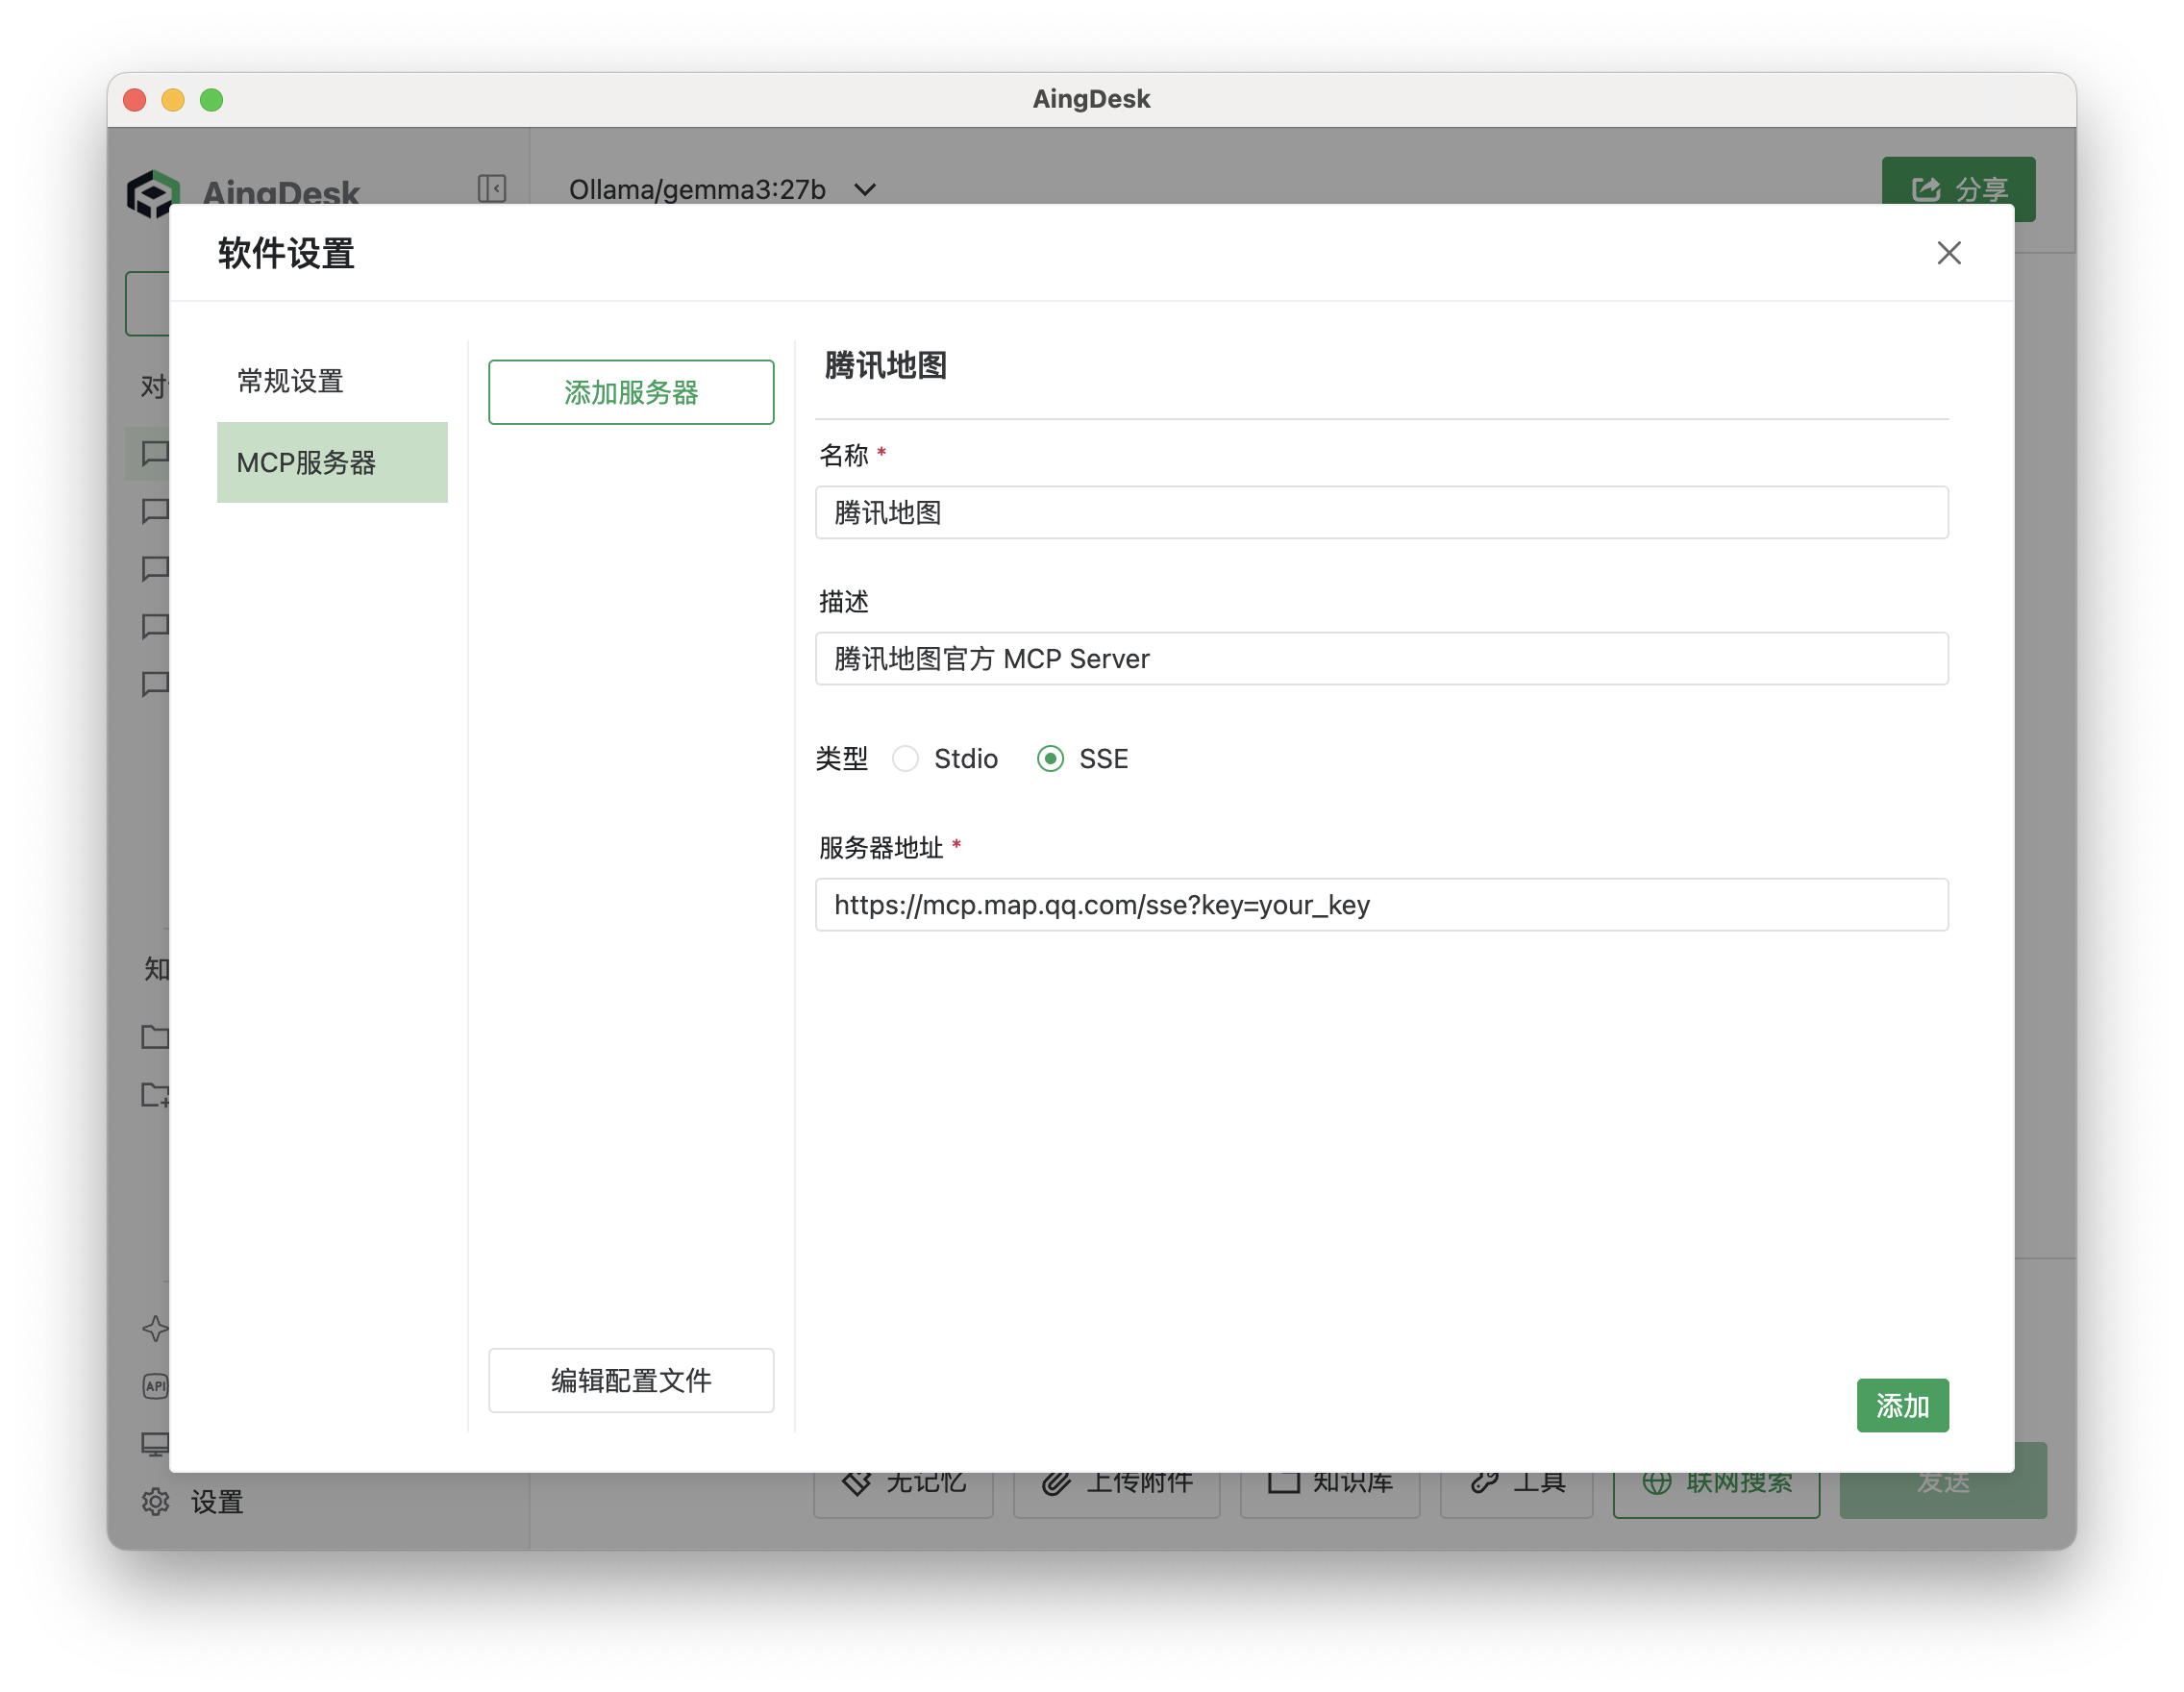 AingDesk
AingDesk
Ollama/gemma3:27b
分享
软件设置
对
常规设置
MCP服务器
添加服务器
腾讯地图
名称 *
腾讯地图
描述
腾讯地图官方 MCP Server
类型 Stdio SSE
服务器地址 *
https://mcp.map.qq.com/sse?key=your_key
知
API
编辑配置文件
添加
设置
无记忆
上传附件
知识库
工具
联网搜索
发送